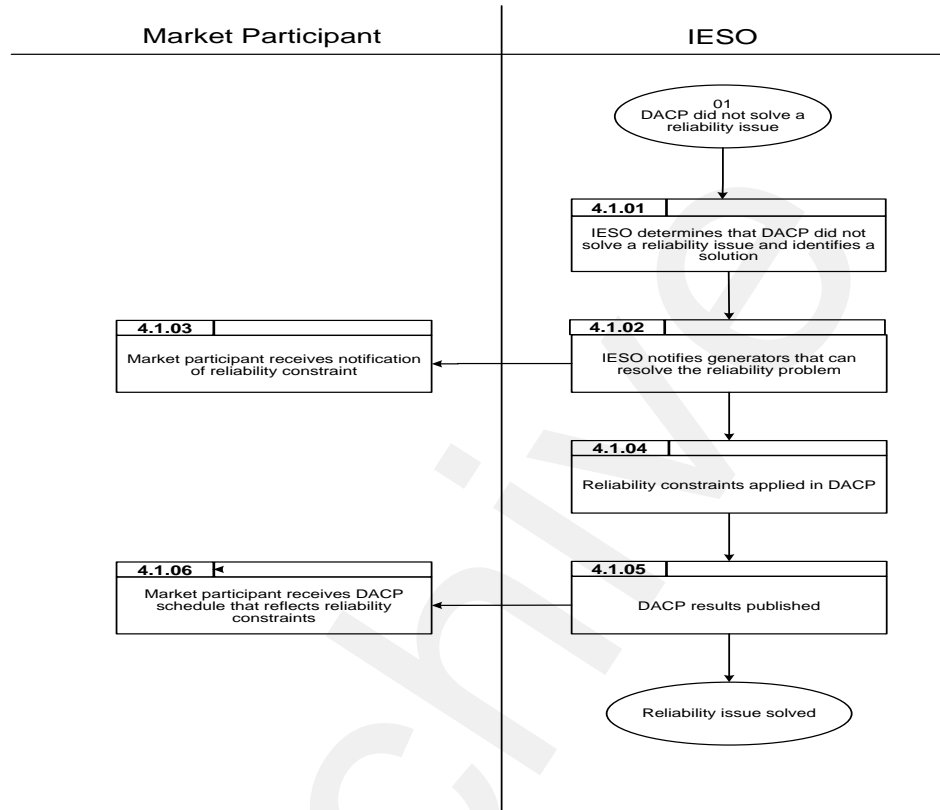 Market Participant
IESO
01
DACP did not solve a
reliability issue
4.1.01
IESO determines that DACP did not
solve a reliability issue and identifies a
solution
4.1.03
Market participant receives notification
of reliability constraint
4.1.02
IESO notifies generators that can
resolve the reliability problem
4.1.04
Reliability constraints applied in DACP
4.1.06
Market participant receives DACP
schedule that reflects reliability
constraints
4.1.05
DACP results published
Reliability issue solved
chive